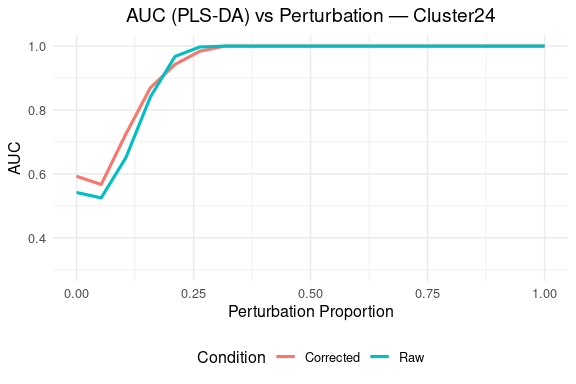 AUC (PLS-DA) vs Perturbation — Cluster24
1.0
0.8
0.6
0.4
AUC
0.00 0.25 0.50 0.75 1.00
Perturbation Proportion
Condition Corrected Raw